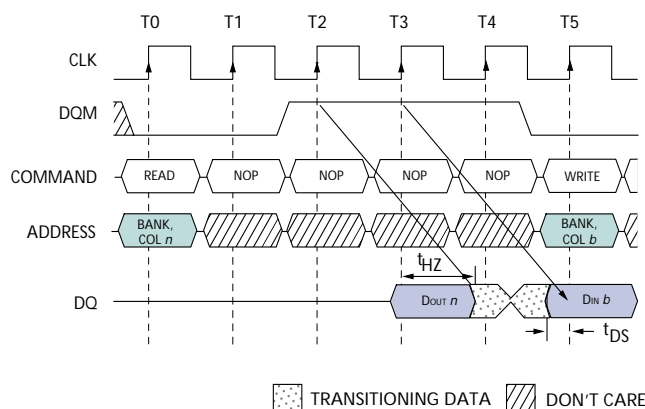 T0 T1 T2 T3 T4 T5
CLK
DQM
COMMAND READ NOP NOP NOP NOP WRITE
ADDRESS BANK, COL n BANK, COL b
tHZ
DQ DOUT n DIN b
tDS
TRANSITIONING DATA DON'T CARE